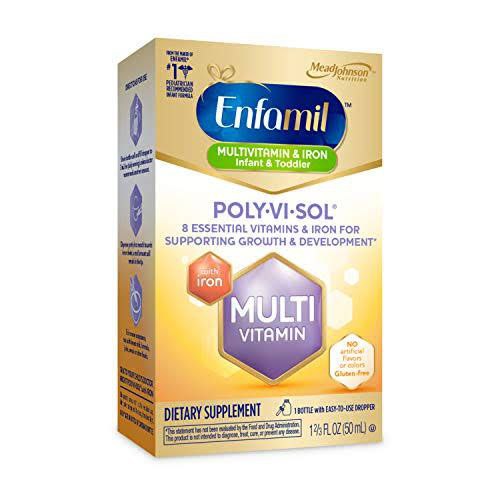 FROM THE MAKER OF
ENFAMIL®
#1
PEDIATRICIAN
RECOMMENDED
INFANT FORMULA
MeadJohnson™
Nutrition
Enfamil™
MULTIVITAMIN & IRON
Infant & Toddler
POLY·VI·SOL®
8 ESSENTIAL VITAMINS & IRON FOR
SUPPORTING GROWTH & DEVELOPMENT*
with
iron
MULTI
VITAMIN
NO
artificial
Flavors
or colors
Gluten-free
DIETARY SUPPLEMENT
1 BOTTLE with EASY-TO-USE DROPPER
*This statement has not been evaluated by the Food and Drug Administration.
This product is not intended to diagnose, treat, cure, or prevent any disease.
1 2/3 FL OZ (50 mL)